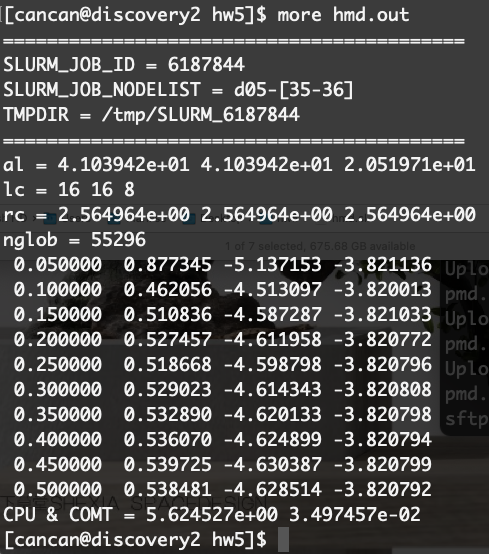 [cancan@discovery2 hw5]$ more hmd.out
==========================================
SLURM_JOB_ID = 6187844
SLURM_JOB_NODELIST = d05-[35-36]
TMPDIR = /tmp/SLURM_6187844
==========================================
al = 4.103942e+01 4.103942e+01 2.051971e+01
lc = 16 16 8
rc = 2.564964e+00 2.564964e+00 2.564964e+00
nglob = 55296
1 of 7 selected, 675.68 GB available
0.050000 0.877345 -5.137153 -3.821136
0.100000 0.462056 -4.513097 -3.820013
0.150000 0.510836 -4.587287 -3.821033
0.200000 0.527457 -4.611958 -3.820772
0.250000 0.518668 -4.598796 -3.820796
0.300000 0.529023 -4.614343 -3.820808
0.350000 0.532890 -4.620133 -3.820798
0.400000 0.536070 -4.624899 -3.820794
0.450000 0.539725 -4.630387 -3.820799
0.500000 0.538481 -4.628514 -3.820792
CPU & COMT = 5.624527e+00 3.497457e-02
[cancan@discovery2 hw5]$
Uplo
pmd.
Uplo
pmd.
Uplo
pmd.
sftp